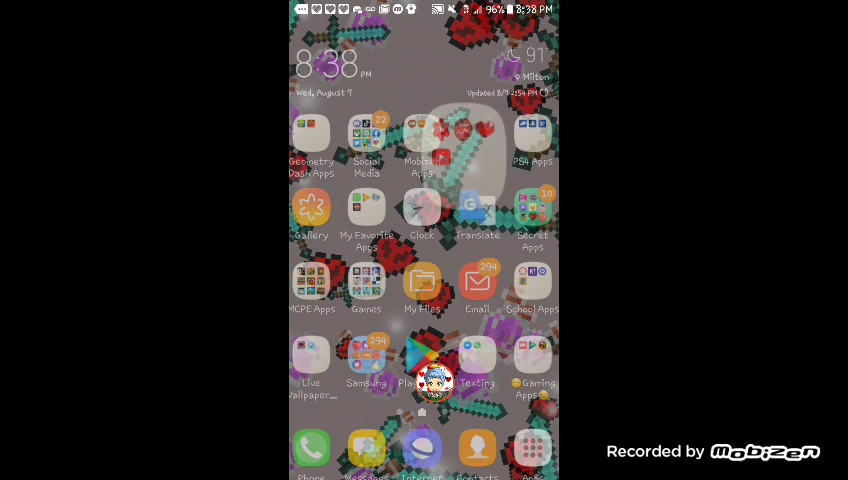 96% 8:38 PM
8:38 PM
91
Milton
Wed, August 7
Updated 8/7 2:54 PM
22
Geometry Dash Apps
Social Media
Mobizen Apps
PS4 Apps
10
Gallery
My Favorite Apps
Clock
Translate
Secret Apps
294
MCPE Apps
Games
My Files
Email
School Apps
294
Live
Wallpaper...
Samsung
Play
Texting
😏Gaming Apps😂
Phone
Messages
Internet
Contacts
Apps
Recorded by mobizen